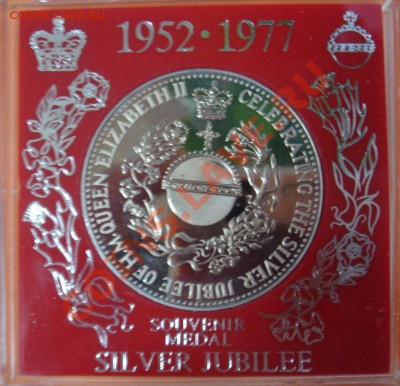 1952 · 1977
CELEBRATING THE SILVER JUBILEE OF H.M. QUEEN ELIZABETH II
SOUVENIR
MEDAL
SILVER JUBILEE